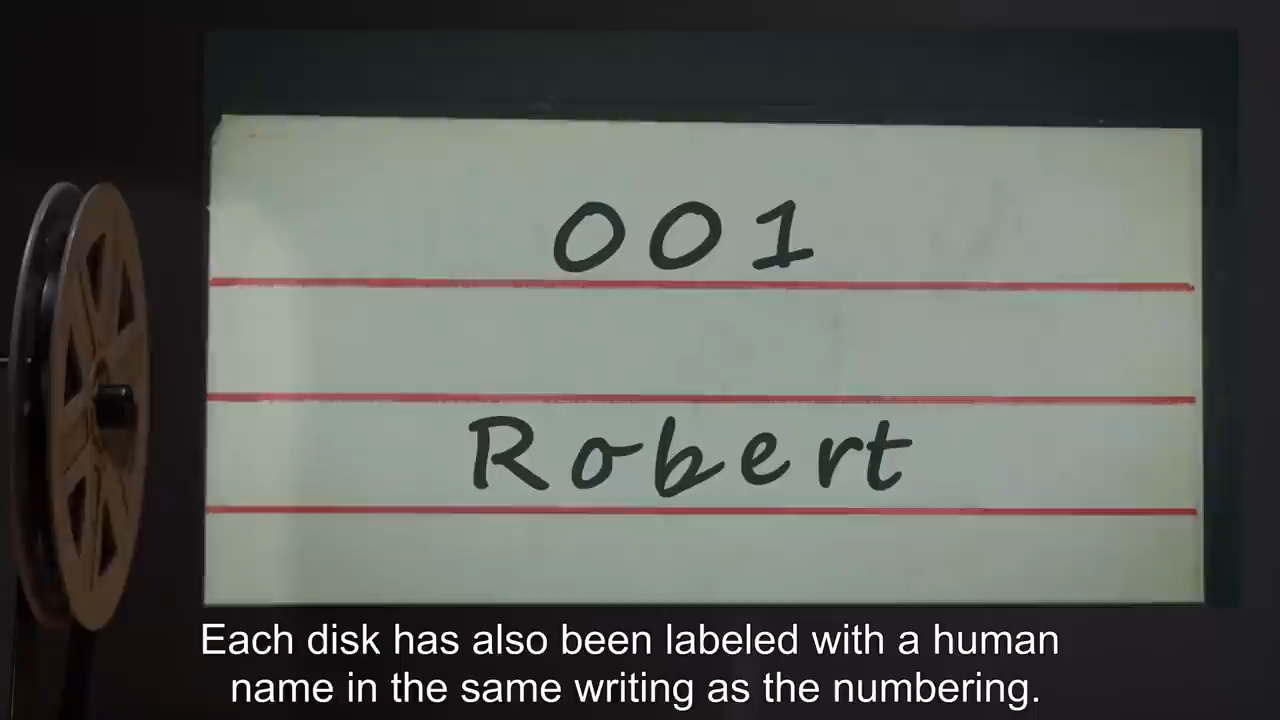 001
Robert
Each disk has also been labeled with a human
name in the same writing as the numbering.